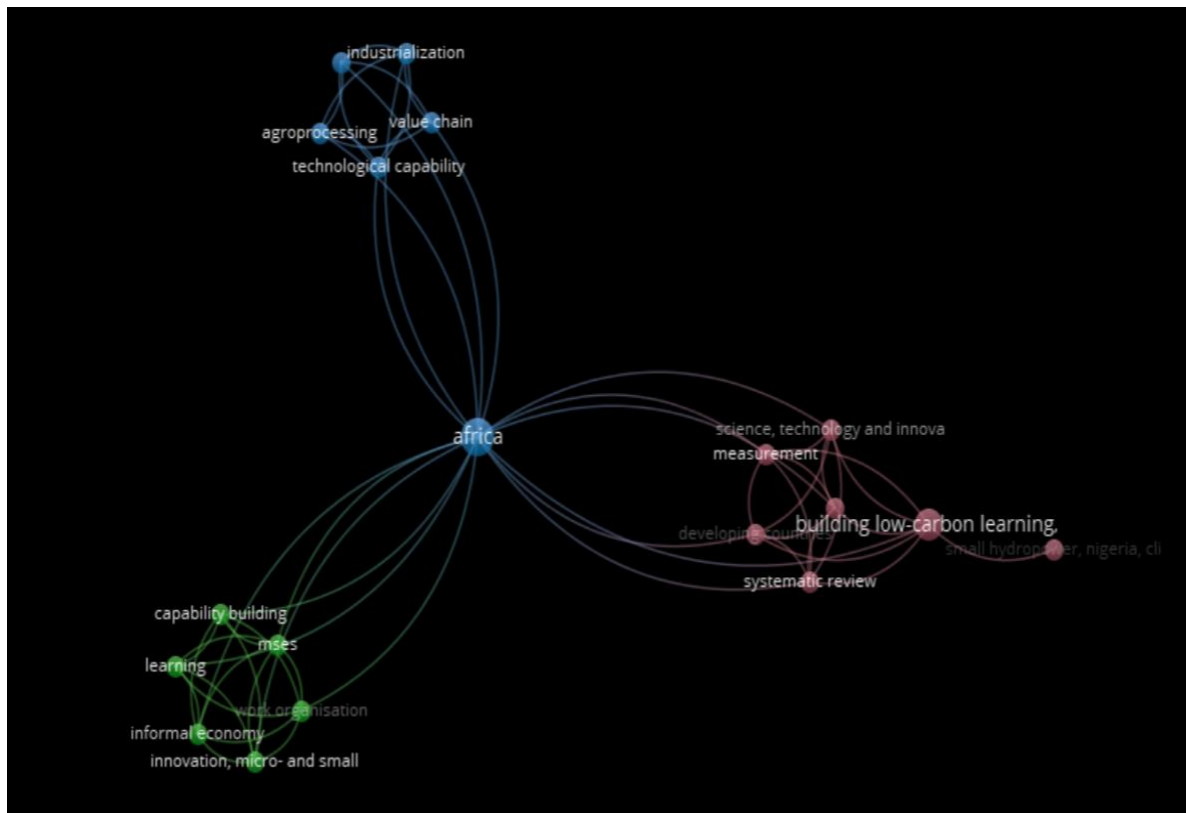 industrialization
value chain
agroprocessing
technological capability
africa
science, technology and innova
measurement
building low-carbon learning,
developing countries
small hydropower, nigeria, cli
systematic review
capability building
mses
learning
work organisation
informal economy
innovation, micro- and small